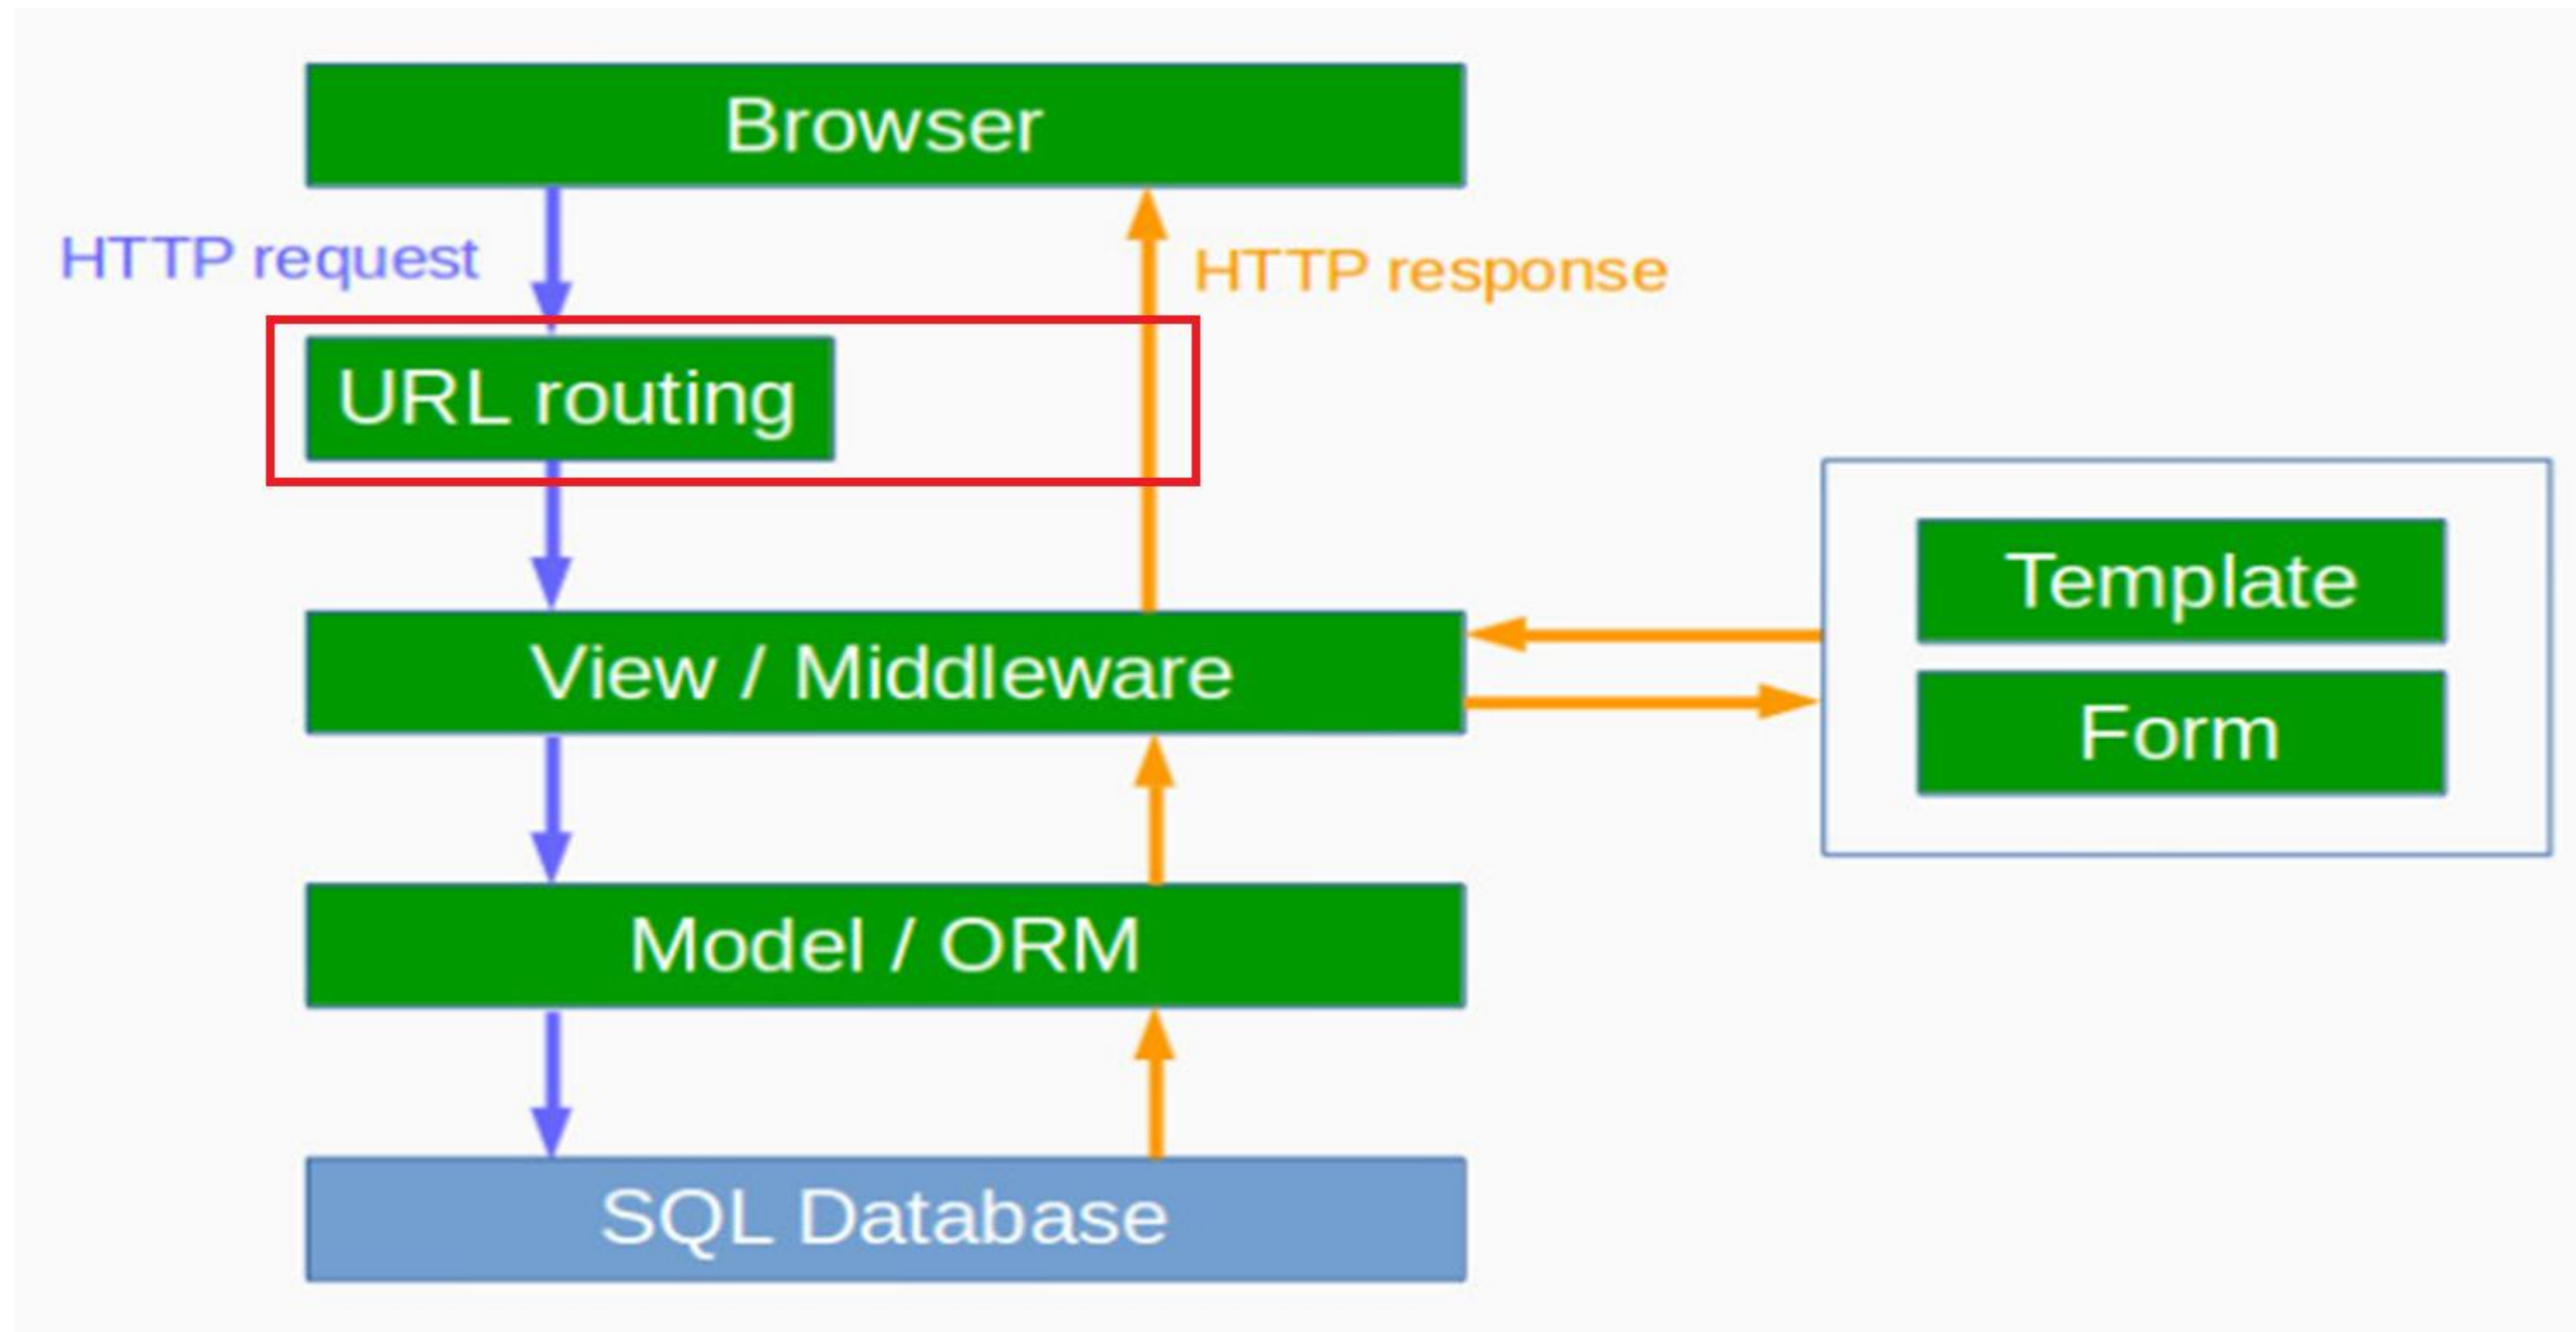 Browser
HTTP request
HTTP response
URL routing
View / Middleware
Template
Form
Model / ORM
SQL Database